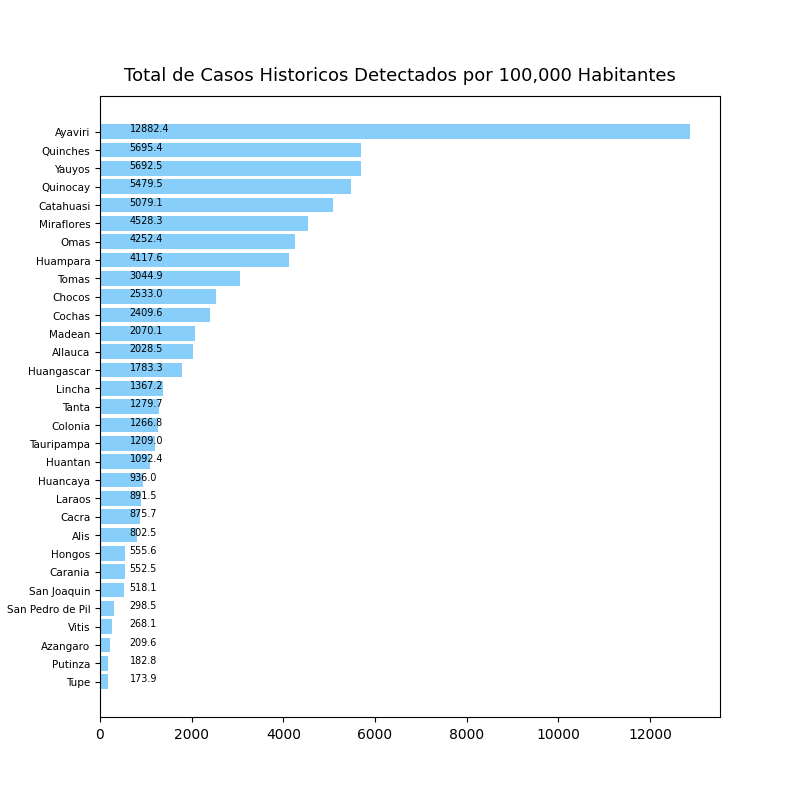 Total de Casos Historicos Detectados por 100,000 Habitantes
Ayaviri 12882.4
Quinches 5695.4
Yauyos 5692.5
Quinocay 5479.5
Catahuasi 5079.1
Miraflores 4528.3
Omas 4252.4
Huampara 4117.6
Tomas 3044.9
Chocos 2533.0
Cochas 2409.6
Madean 2070.1
Allauca 2028.5
Huangascar 1783.3
Lincha 1367.2
Tanta 1279.7
Colonia 1266.8
Tauripampa 1209.0
Huantan 1092.4
Huancaya 936.0
Laraos 891.5
Cacra 875.7
Alis 802.5
Hongos 555.6
Carania 552.5
San Joaquin 518.1
San Pedro de Pil 298.5
Vitis 268.1
Azangaro 209.6
Putinza 182.8
Tupe 173.9
0 2000 4000 6000 8000 10000 12000